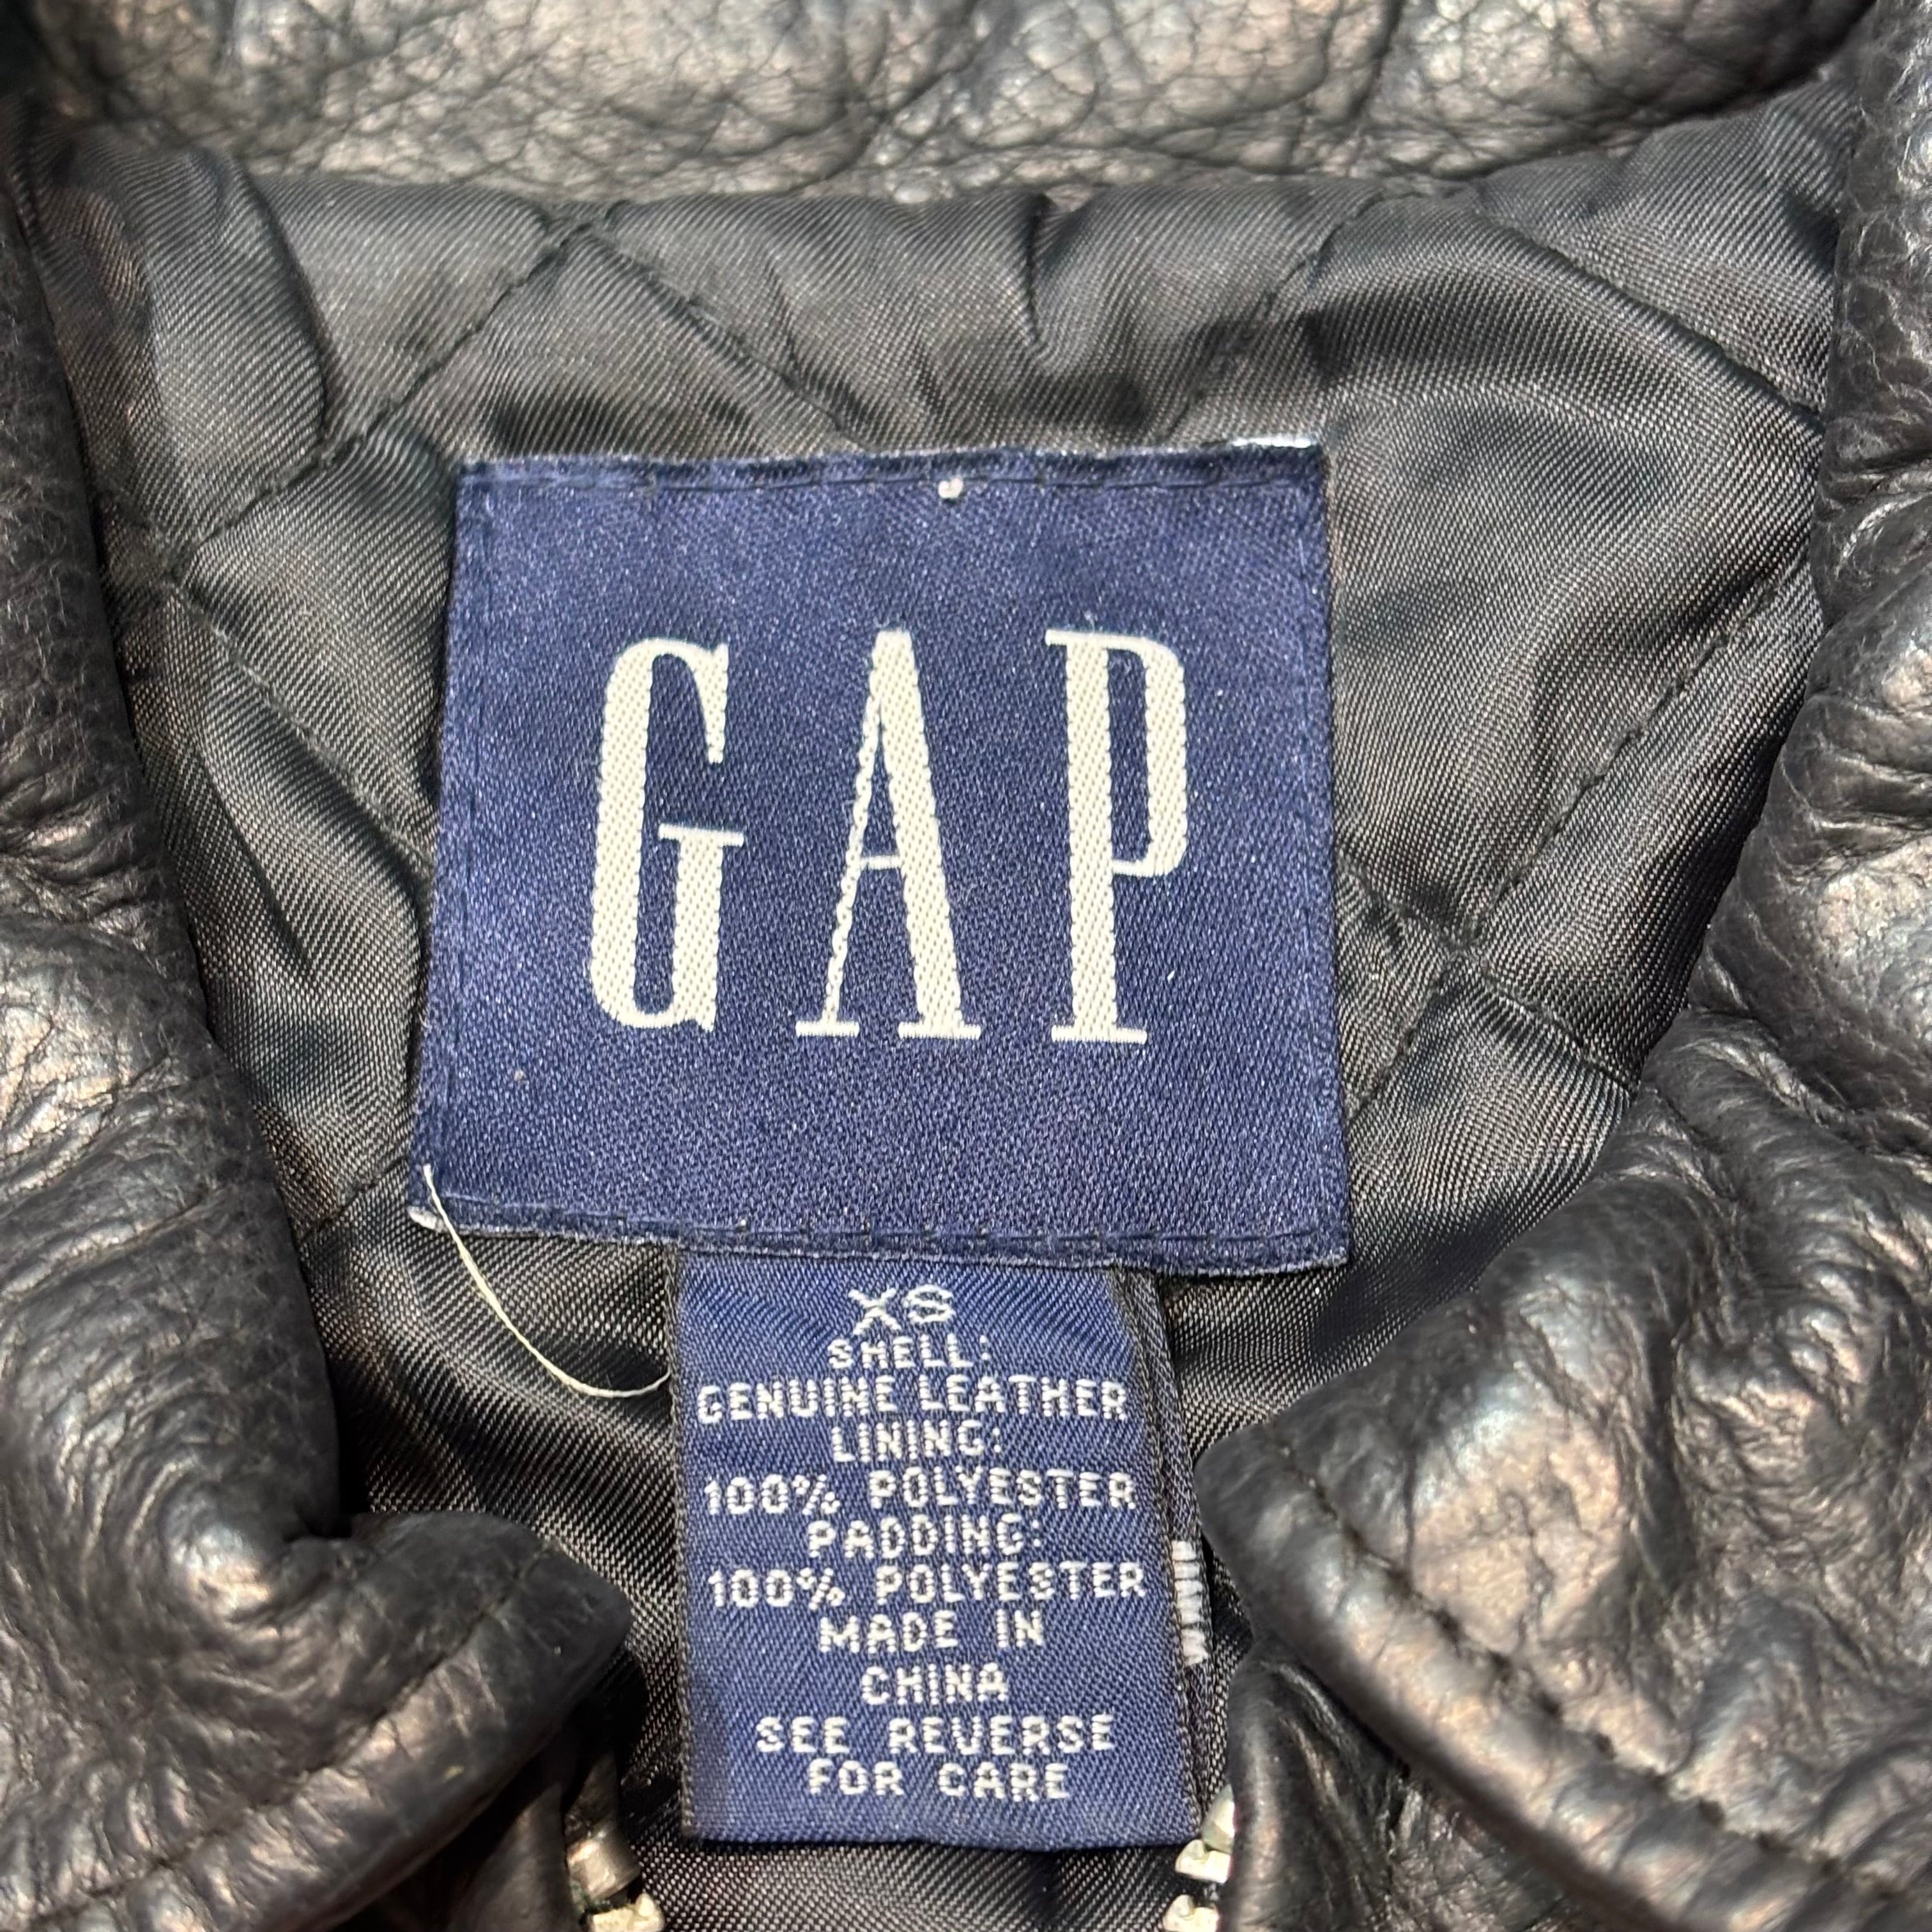 GAP
XS
SHELL:
GENUINE LEATHER
LINING:
100% POLYESTER
PADDING:
100% POLYESTER
MADE IN
CHINA
SEE REVERSE
FOR CARE